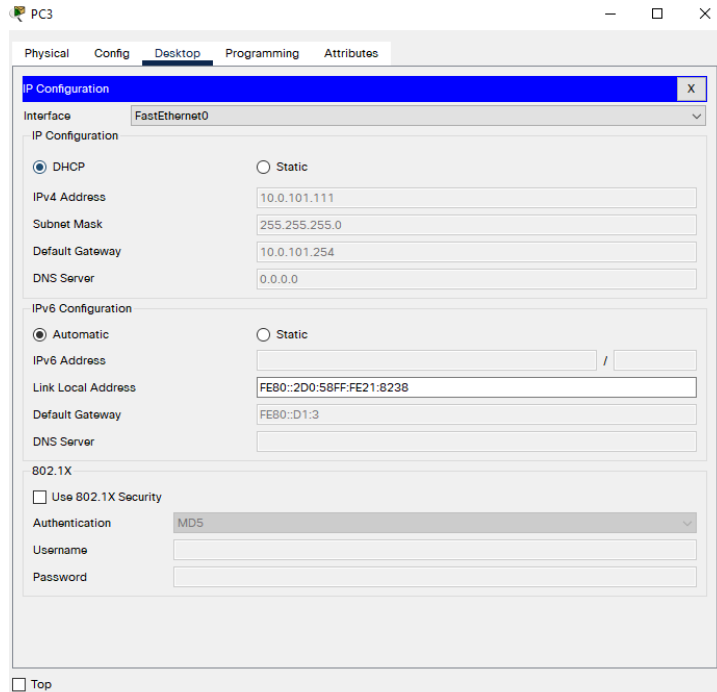 PC3
Physical Config Desktop Programming Attributes
IP Configuration X
Interface FastEthernet0
IP Configuration
DHCP Static
IPv4 Address 10.0.101.111
Subnet Mask 255.255.255.0
Default Gateway 10.0.101.254
DNS Server 0.0.0.0
IPv6 Configuration
Automatic Static
IPv6 Address /
Link Local Address FE80::2D0:58FF:FE21:8238
Default Gateway FE80::D1:3
DNS Server
802.1X
Use 802.1X Security
Authentication MD5
Username
Password
Top